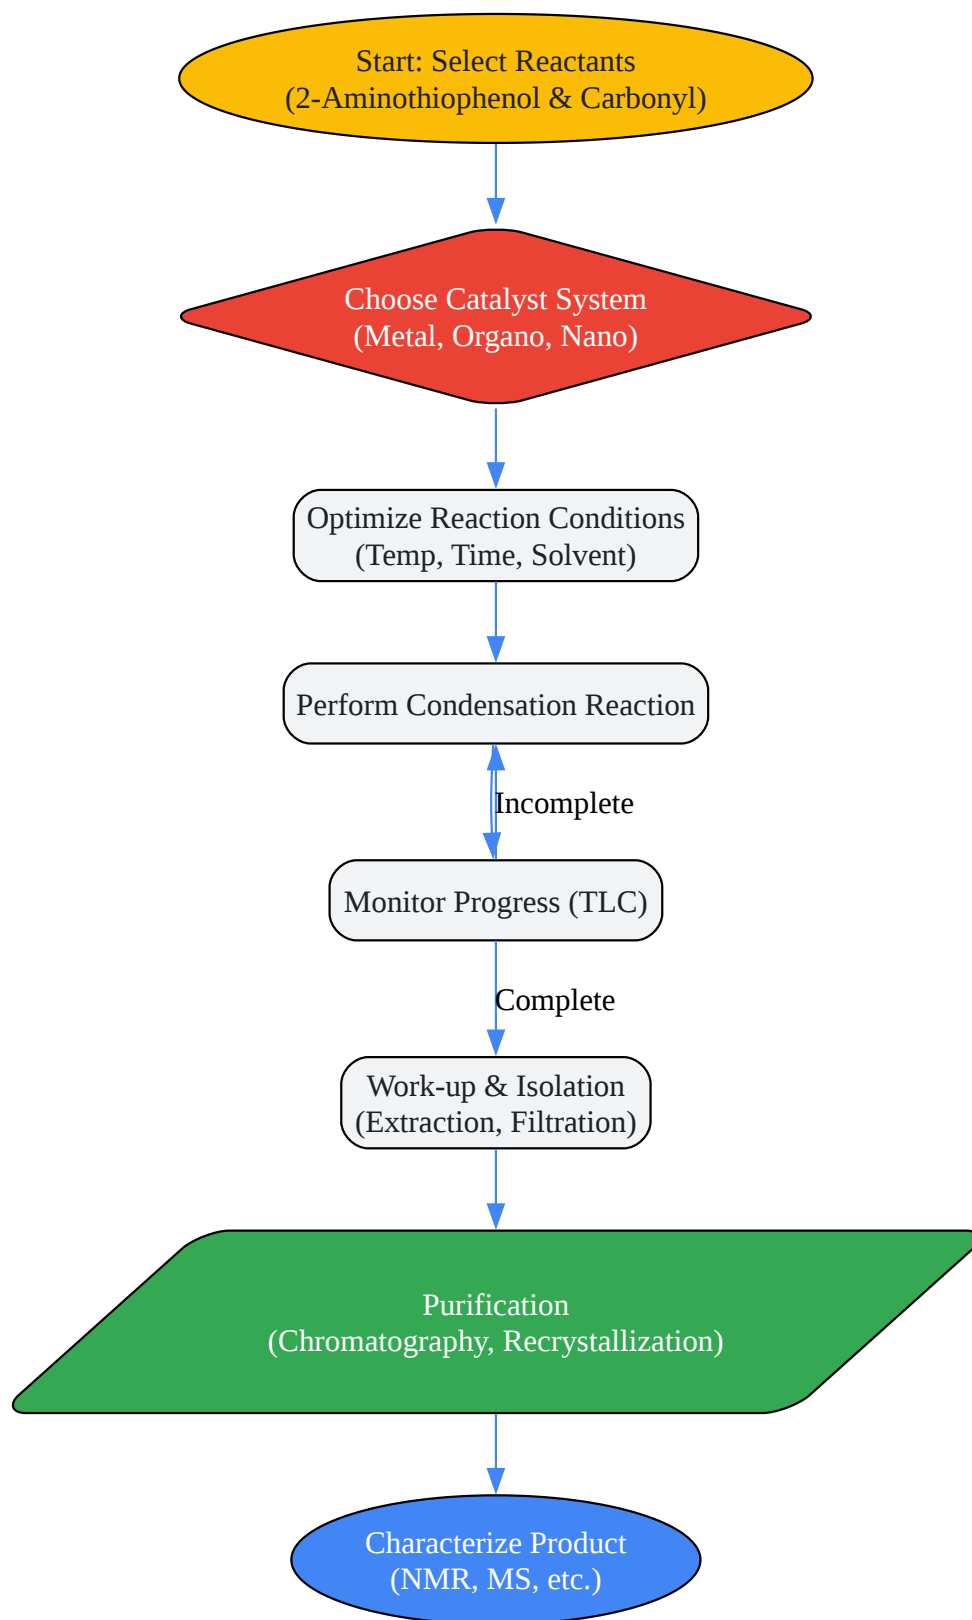 Start: Select Reactants
(2-Aminothiophenol & Carbonyl)
Choose Catalyst System
(Metal, Organo, Nano)
Optimize Reaction Conditions
(Temp, Time, Solvent)
Perform Condensation Reaction
Incomplete
Monitor Progress (TLC)
Complete
Work-up & Isolation
(Extraction, Filtration)
Purification
(Chromatography, Recrystallization)
Characterize Product
(NMR, MS, etc.)